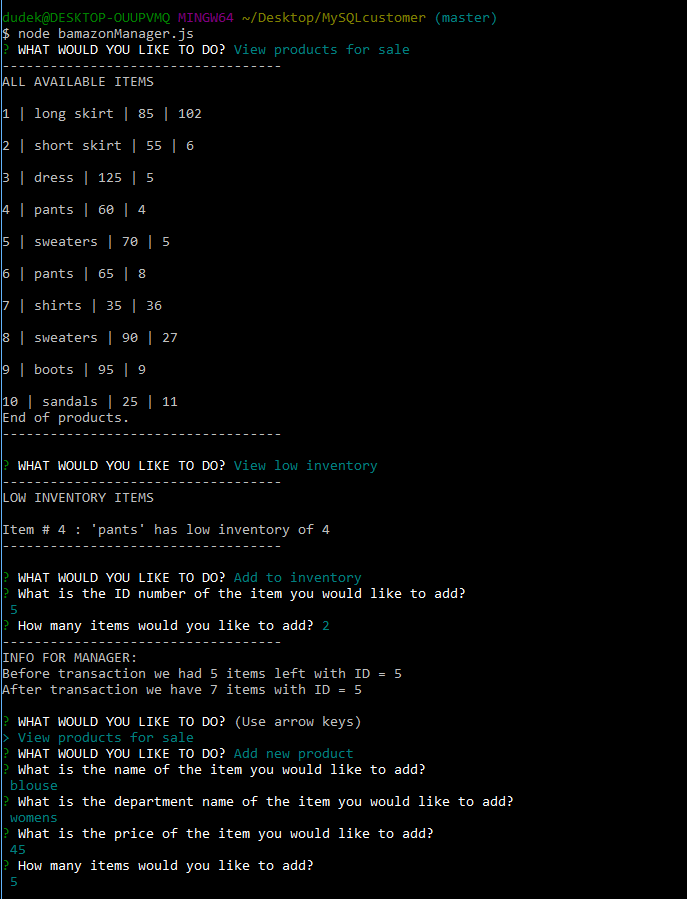 dudek@DESKTOP-OUUPVMQ MINGW64 ~/Desktop/MySQLcustomer (master)
$ node bamazonManager.js
? WHAT WOULD YOU LIKE TO DO? View products for sale
-----------------------------------
ALL AVAILABLE ITEMS
1 | long skirt | 85 | 102
2 | short skirt | 55 | 6
3 | dress | 125 | 5
4 | pants | 60 | 4
5 | sweaters | 70 | 5
6 | pants | 65 | 8
7 | shirts | 35 | 36
8 | sweaters | 90 | 27
9 | boots | 95 | 9
10 | sandals | 25 | 11
End of products.
-----------------------------------
? WHAT WOULD YOU LIKE TO DO? View low inventory
-----------------------------------
LOW INVENTORY ITEMS
Item # 4 : 'pants' has low inventory of 4
-----------------------------------
? WHAT WOULD YOU LIKE TO DO? Add to inventory
? What is the ID number of the item you would like to add?
5
? How many items would you like to add? 2
-----------------------------------
INFO FOR MANAGER:
Before transaction we had 5 items left with ID = 5
After transaction we have 7 items with ID = 5
? WHAT WOULD YOU LIKE TO DO? (Use arrow keys)
> View products for sale
? WHAT WOULD YOU LIKE TO DO? Add new product
? What is the name of the item you would like to add?
blouse
? What is the department name of the item you would like to add?
womens
? What is the price of the item you would like to add?
45
? How many items would you like to add?
5